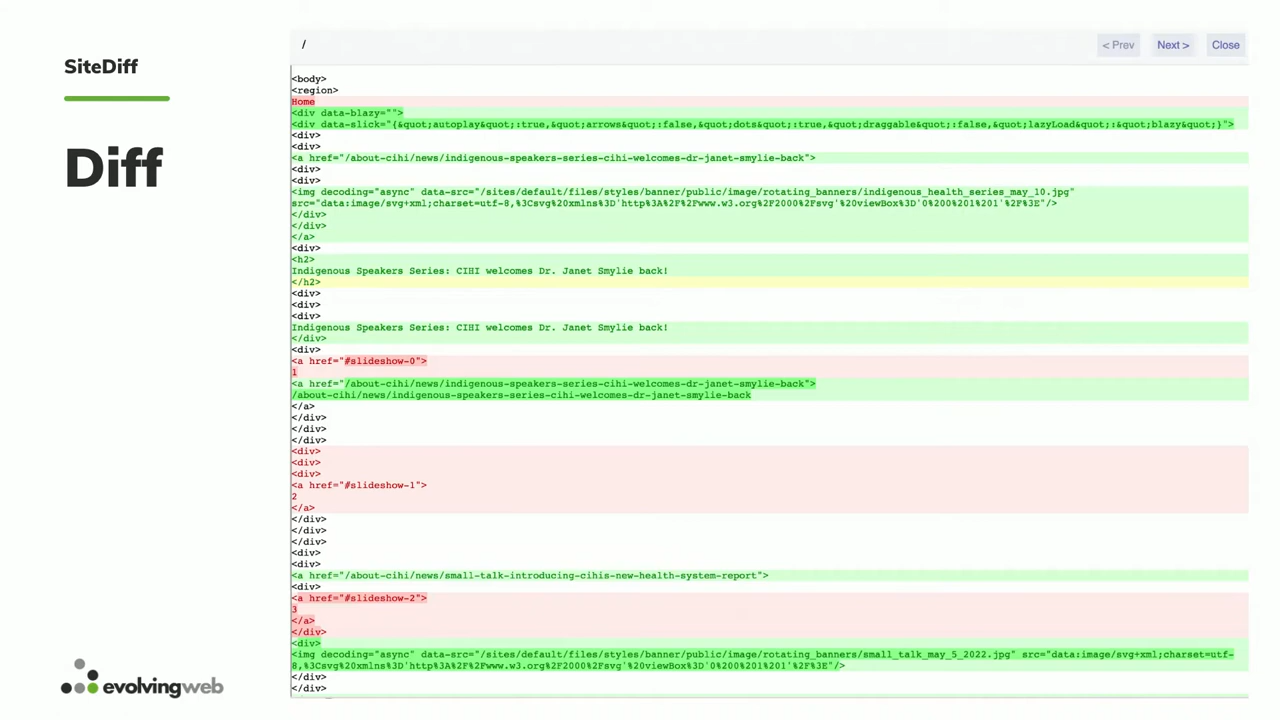 SiteDiff
Diff
/
< Prev
Next >
Close
<body>
<region>
Home
<div data-blazy="">
<div data-slick="{&quot;autoplay&quot;:true,&quot;arrows&quot;:false,&quot;dots&quot;:true,&quot;draggable&quot;:false,&quot;lazyLoad&quot;:&quot;blazy&quot;}">
<div>
<div>
<a href="/about-cihi/news/indigenous-speakers-series-cihi-welcomes-dr-janet-smylie-back">
<div>
<div>
<img decoding="async" data-src="/sites/default/files/styles/banner/public/image/rotating_banners/indigenous_health_series_may_10.jpg"
src="data:image/svg+xml;charset=utf-8,%3Csvg%20xmlns%3D'http%3A%2F%2Fwww.w3.org%2F2000%2Fsvg'%20viewBox%3D'0%200%201%201'%2F%3E"/>
</div>
</div>
</a>
<div>
<h2>
Indigenous Speakers Series: CIHI welcomes Dr. Janet Smylie back!
</h2>
<div>
<div>
<div>
Indigenous Speakers Series: CIHI welcomes Dr. Janet Smylie back!
</div>
<div>
<a href="#slideshow-0">
1
<a href="/about-cihi/news/indigenous-speakers-series-cihi-welcomes-dr-janet-smylie-back">
/about-cihi/news/indigenous-speakers-series-cihi-welcomes-dr-janet-smylie-back
</a>
</div>
</div>
</div>
<div>
<div>
<div>
<a href="#slideshow-1">
2
</a>
</div>
</div>
</div>
<div>
<div>
<a href="/about-cihi/news/small-talk-introducing-cihis-new-health-system-report">
<div>
<a href="#slideshow-2">
3
</a>
</div>
<div>
<img decoding="async" data-src="/sites/default/files/styles/banner/public/image/rotating_banners/small_talk_may_5_2022.jpg" src="data:image/svg+xml;charset=utf-
8,%3Csvg%20xmlns%3D'http%3A%2F%2Fwww.w3.org%2F2000%2Fsvg'%20viewBox%3D'0%200%201%201'%2F%3E"/>
</div>
</div>
evolvingweb